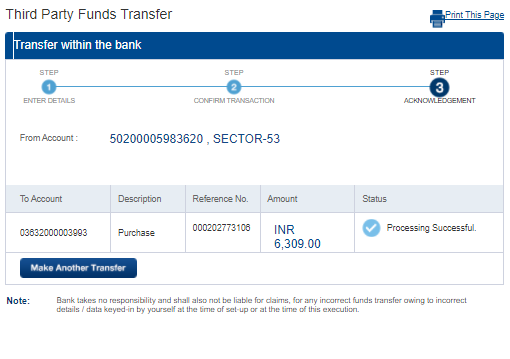 Third Party Funds Transfer
Print This Page
Transfer within the bank
STEP STEP STEP
1 2 3
ENTER DETAILS CONFIRM TRANSACTION ACKNOWLEDGEMENT
From Account : 50200005983620 , SECTOR-53
To Account Description Reference No. Amount Status
03632000003993 Purchase 000202773106 INR Processing Successful.
6,309.00
Make Another Transfer
Note: Bank takes no responsibility and shall also not be liable for claims, for any incorrect funds transfer owing to incorrect
details / data keyed-in by yourself at the time of set-up or at the time of this execution.